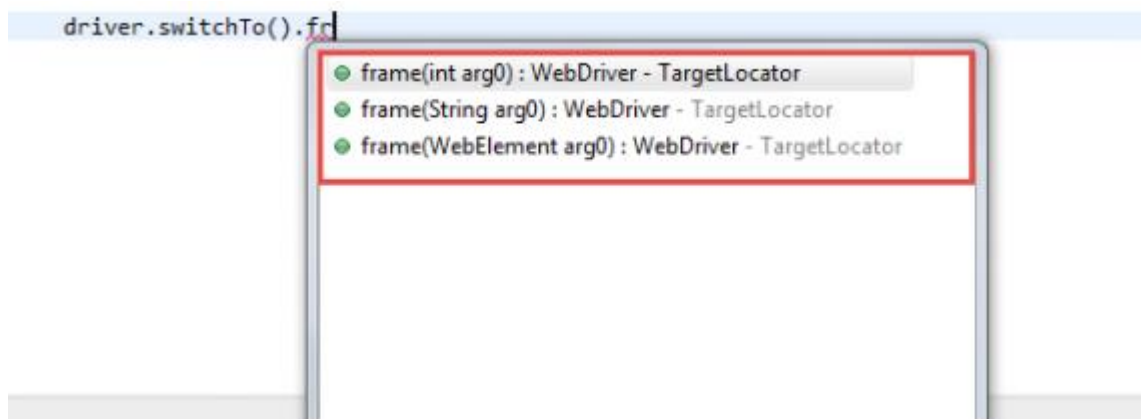 driver.switchTo().fr
frame(int arg0) : WebDriver - TargetLocator
frame(String arg0) : WebDriver - TargetLocator
frame(WebElement arg0) : WebDriver - TargetLocator